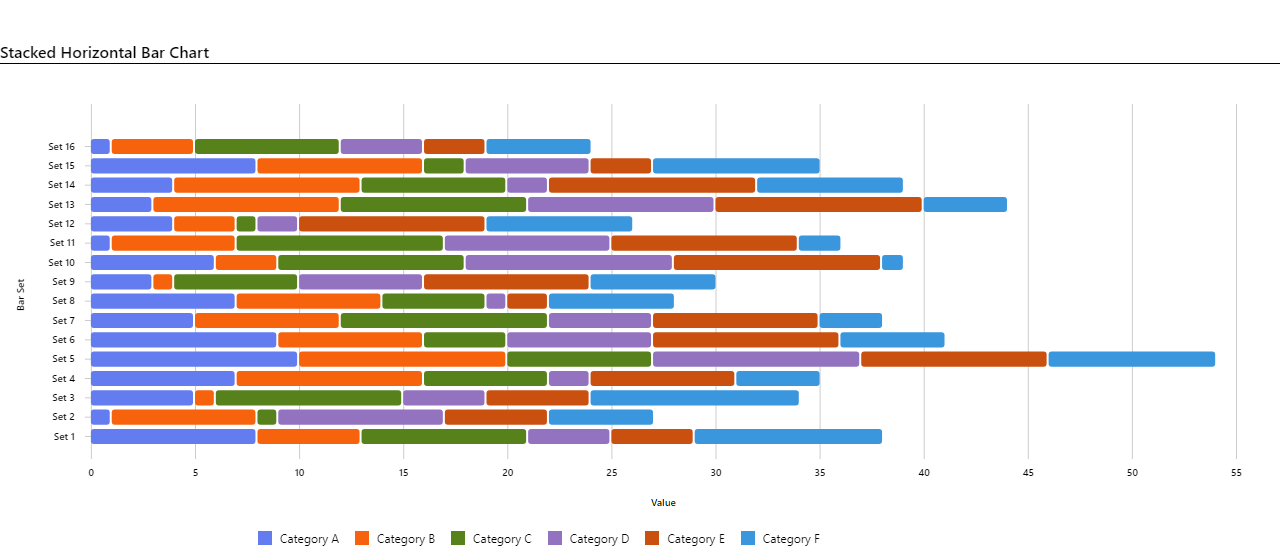 Stacked Horizontal Bar Chart
Set 16
Set 15
Set 14
Set 13
Set 12
Set 11
Set 10
Set 9
Set 8
Set 7
Set 6
Set 5
Set 4
Set 3
Set 2
Set 1
Bar Set
0 5 10 15 20 25 30 35 40 45 50 55
Value
Category A Category B Category C Category D Category E Category F